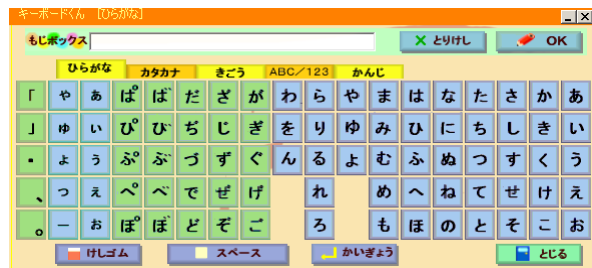 キーボードくん [ひらがな]
もじボックス とりけし OK
ひらがな カタカナ きごう ABC/123 かんじ
「 ゃ ぁ ぱ ば だ ざ が わ ら や ま は な た さ か あ
」 ゅ ぃ ぴ び ぢ じ ぎ を り ゆ み ひ に ち し き い
・ ょ ぅ ぷ ぶ づ ず ぐ ん る よ む ふ ぬ つ す く う
、 っ ぇ ぺ べ で ぜ げ れ め へ ね て せ け え
。 ー ぉ ぽ ぼ ど ぞ ご ろ も ほ の と そ こ お
けしゴム スペース かいぎょう とじる